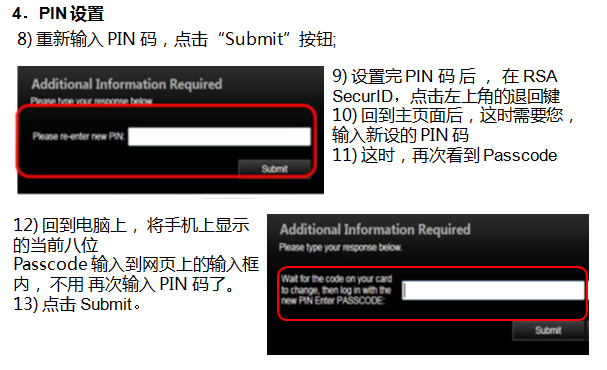 4．PIN设置
8) 重新输入 PIN 码，点击“Submit”按钮;
Additional Information Required
Please type your response below.
Please re-enter new PIN:
Submit
9) 设置完 PIN 码 后 ， 在 RSA
SecurID，点击左上角的退回键
10) 回到主页面后，这时需要您，
输入新设的 PIN 码
11) 这时，再次看到 Passcode
12) 回到电脑上， 将手机上显示
的当前八位
Passcode 输入到网页上的输入框
内， 不用 再次输入 PIN 码了。
13) 点击 Submit。
Additional Information Required
Please type your response below.
Wait for the code on your card
to change, then log in with the
new PIN Enter PASSCODE:
Submit